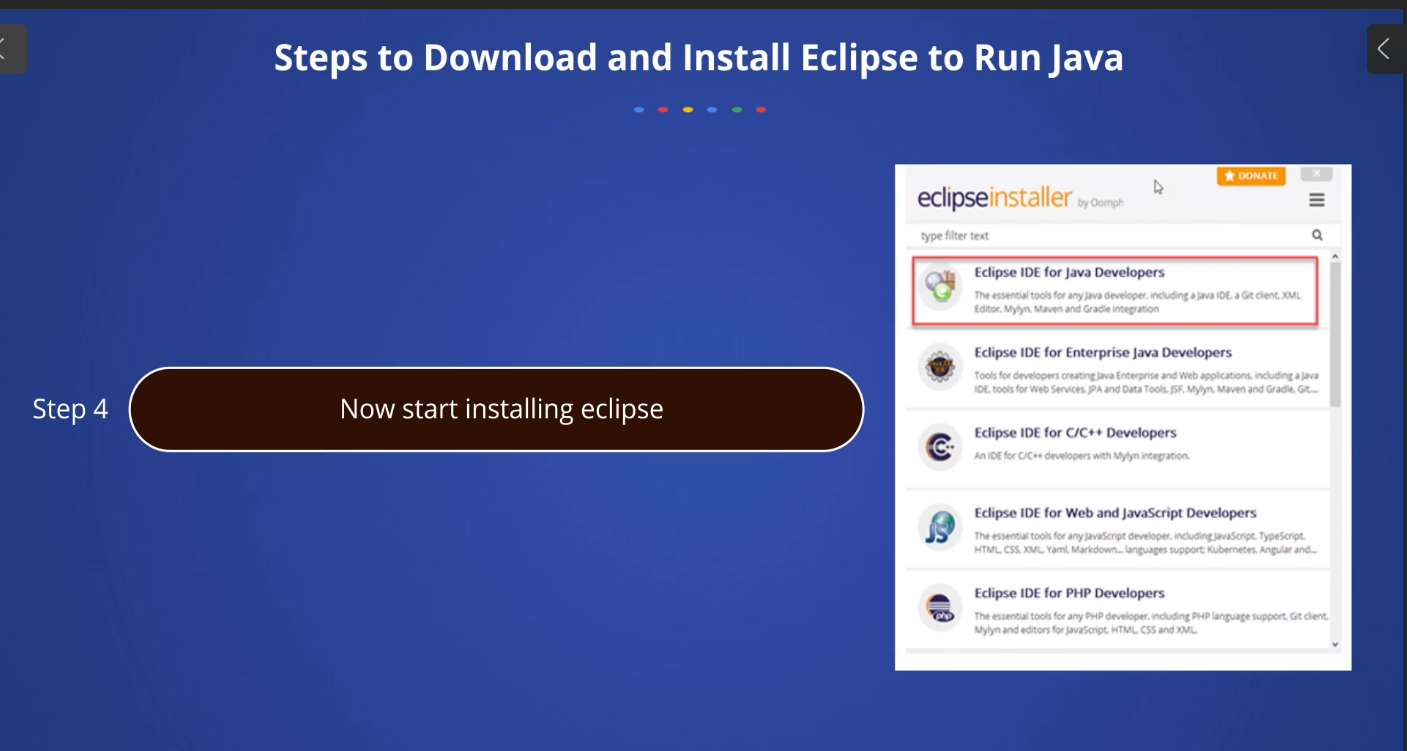 Steps to Download and Install Eclipse to Run Java
Step 4
Now start installing eclipse
DONATE
eclipseinstaller by Oomph
type filter text
Eclipse IDE for Java Developers
The essential tools for any Java developer, including a Java IDE, a Git client, XML
Editor, Mylyn, Maven and Gradle integration
Eclipse IDE for Enterprise Java Developers
Tools for developers creating Java Enterprise and Web applications, including a Java
IDE, tools for Web Services, JPA and Data Tools, JSF, Mylyn, Maven and Gradle, Git....
Eclipse IDE for C/C++ Developers
An IDE for C/C++ developers with Mylyn integration.
Eclipse IDE for Web and JavaScript Developers
The essential tools for any JavaScript developer, including JavaScript, TypeScript,
HTML, CSS, XML, Yaml, Markdown... languages support; Kubernetes, Angular and...
Eclipse IDE for PHP Developers
The essential tools for any PHP developer, including PHP language support, Git client,
Mylyn and editors for JavaScript, HTML, CSS and XML.
JS
php